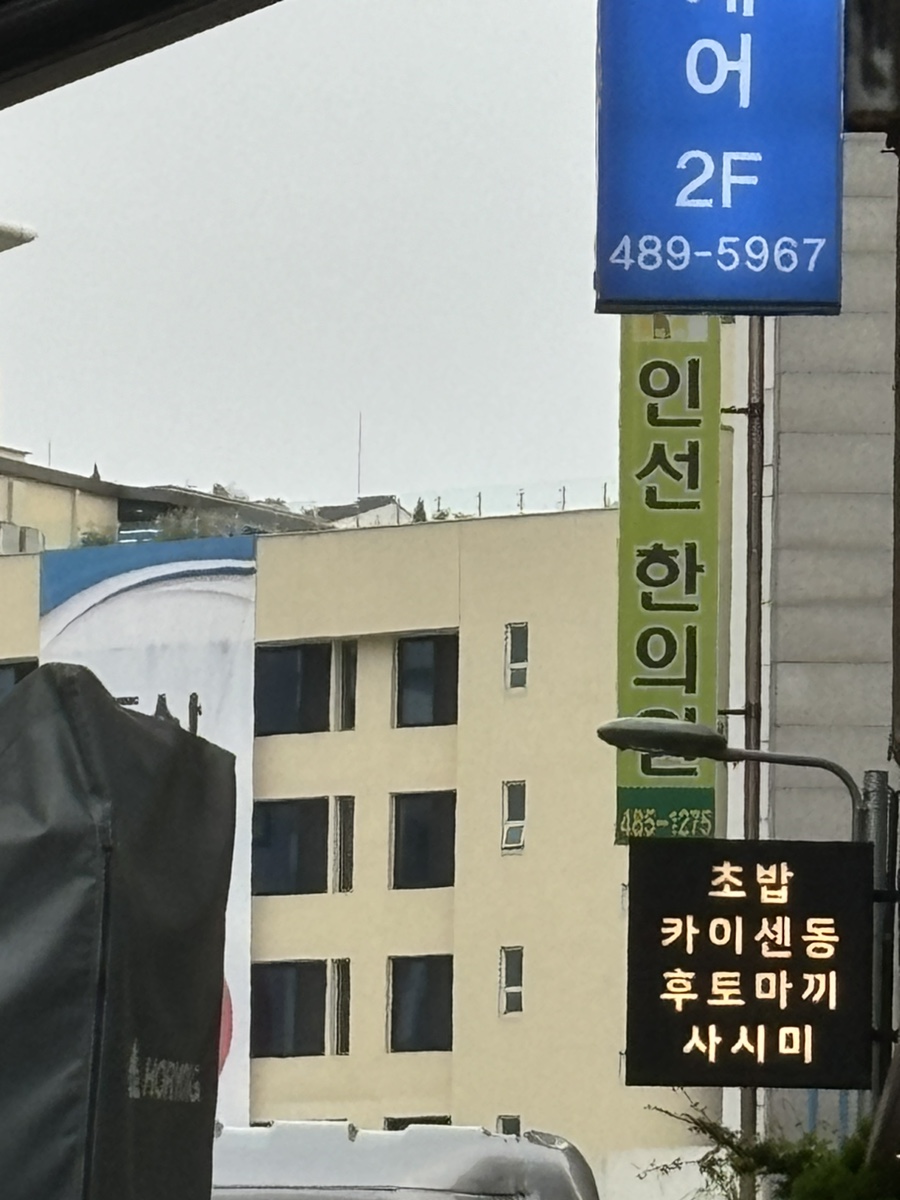 어
2F
489-5967
인선 한의원
초밥
카이센동
후토마끼
사시미